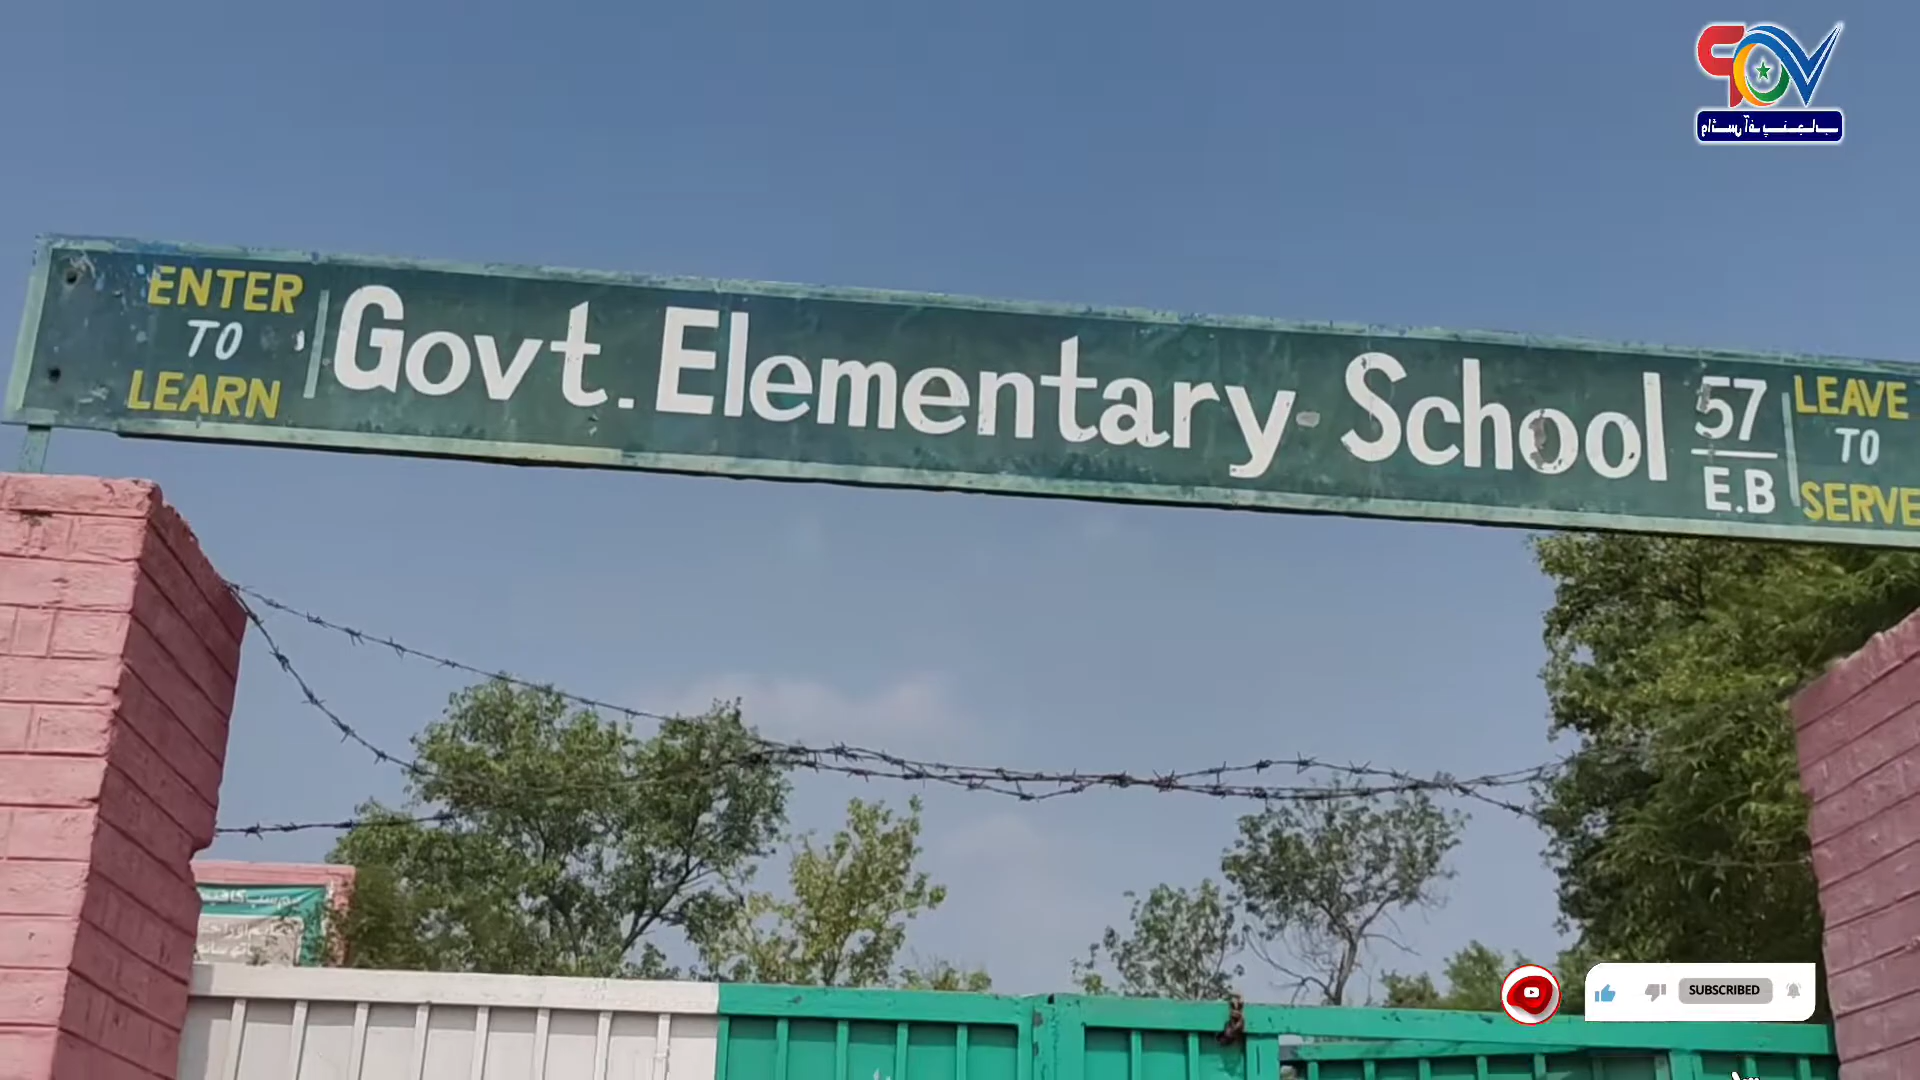 ENTER
TO
LEARN
Govt. Elementary School
57
E.B
LEAVE
TO
SERVE
SUBSCRIBED